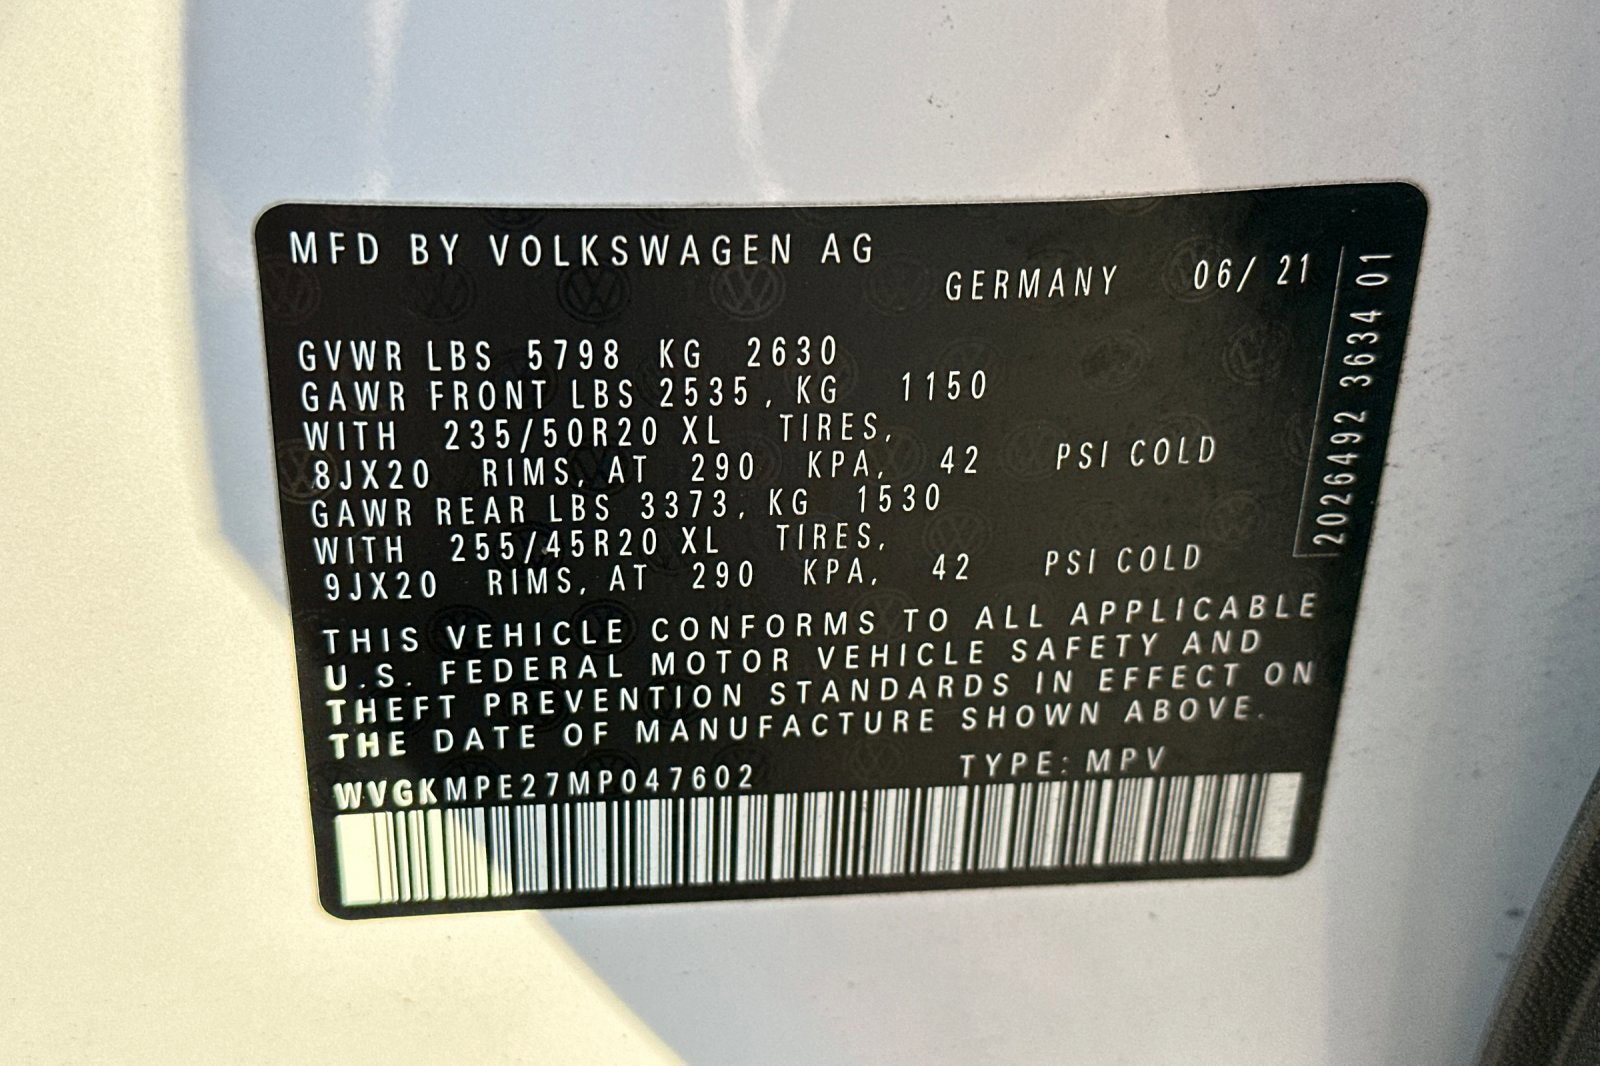 MFD BY VOLKSWAGEN AG
GERMANY 06/ 21
GVWR LBS 5798 KG 2630
GAWR FRONT LBS 2535, KG 1150
WITH 235/50R20 XL TIRES,
8JX20 RIMS, AT 290 KPA, 42 PSI COLD
GAWR REAR LBS 3373, KG 1530
WITH 255/45R20 XL TIRES,
9JX20 RIMS, AT 290 KPA, 42 PSI COLD
THIS VEHICLE CONFORMS TO ALL APPLICABLE
U.S. FEDERAL MOTOR VEHICLE SAFETY AND
THEFT PREVENTION STANDARDS IN EFFECT ON
THE DATE OF MANUFACTURE SHOWN ABOVE.
WVGKMPE27MP047602 TYPE: MPV
2026492 3634 01